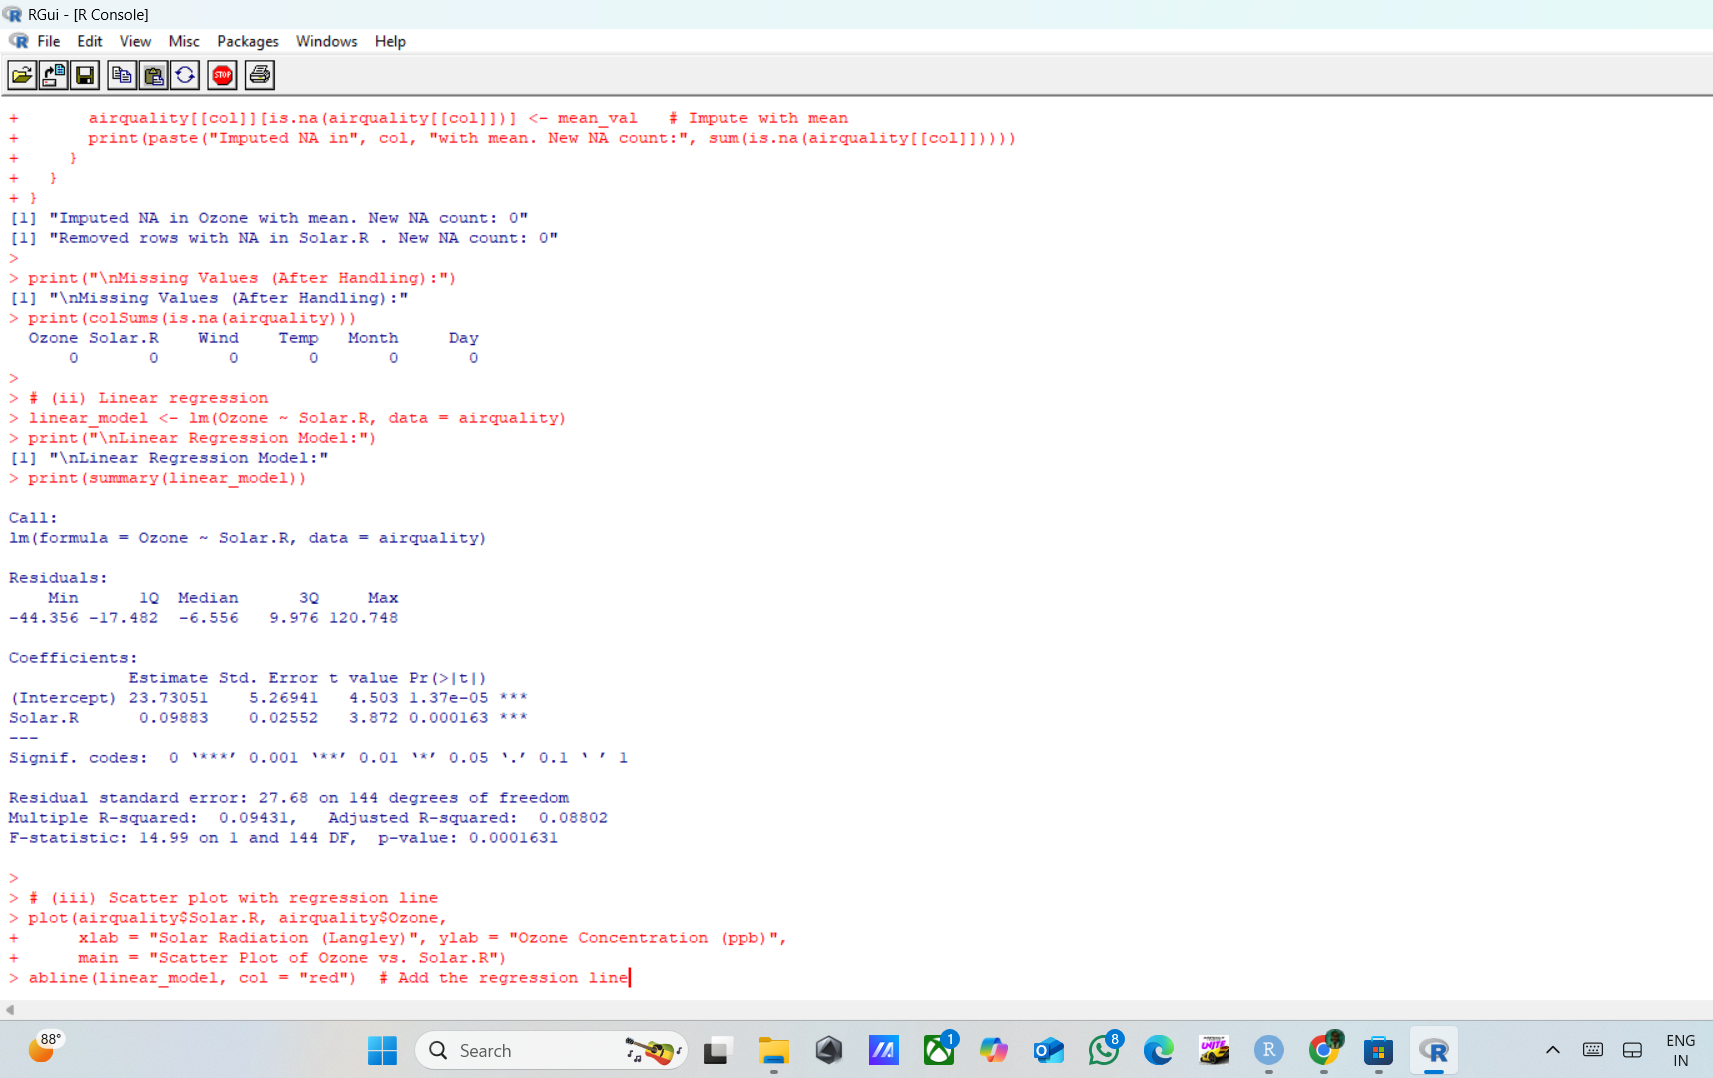 RGui - [R Console]
File Edit View Misc Packages Windows Help
STOP
+       airquality[[col]][is.na(airquality[[col]])] <- mean_val   # Impute with mean
+       print(paste("Imputed NA in", col, "with mean. New NA count:", sum(is.na(airquality[[col]]))))
+     }
+   }
+ }
[1] "Imputed NA in Ozone with mean. New NA count: 0"
[1] "Removed rows with NA in Solar.R . New NA count: 0"
>
> print("\nMissing Values (After Handling):")
[1] "\nMissing Values (After Handling):"
> print(colSums(is.na(airquality)))
  Ozone Solar.R    Wind    Temp   Month     Day
      0       0       0       0       0       0
>
> # (ii) Linear regression
> linear_model <- lm(Ozone ~ Solar.R, data = airquality)
> print("\nLinear Regression Model:")
[1] "\nLinear Regression Model:"
> print(summary(linear_model))
Call:
lm(formula = Ozone ~ Solar.R, data = airquality)
Residuals:
    Min      1Q  Median      3Q     Max
-44.356 -17.482  -6.556   9.976 120.748
Coefficients:
            Estimate Std. Error t value Pr(>|t|)
(Intercept) 23.73051    5.26941   4.503 1.37e-05 ***
Solar.R      0.09883    0.02552   3.872 0.000163 ***
---
Signif. codes:  0 ‘***’ 0.001 ‘**’ 0.01 ‘*’ 0.05 ‘.’ 0.1 ‘ ’ 1
Residual standard error: 27.68 on 144 degrees of freedom
Multiple R-squared:  0.09431,   Adjusted R-squared:  0.08802
F-statistic: 14.99 on 1 and 144 DF,  p-value: 0.0001631
>
> # (iii) Scatter plot with regression line
> plot(airquality$Solar.R, airquality$Ozone,
+      xlab = "Solar Radiation (Langley)", ylab = "Ozone Concentration (ppb)",
+      main = "Scatter Plot of Ozone vs. Solar.R")
> abline(linear_model, col = "red")  # Add the regression line
88°
Search
1
8
UNITE
R
R
ENG
IN